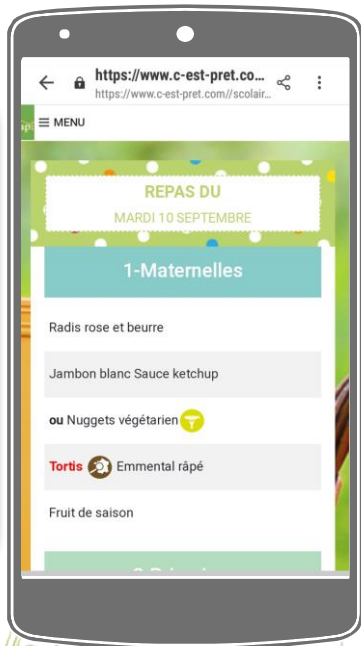 https://www.c-est-pret.co...
https://www.c-est-pret.com//scolair...
≡ MENU
REPAS DU
MARDI 10 SEPTEMBRE
1-Maternelles
Radis rose et beurre
Jambon blanc Sauce ketchup
ou Nuggets végétarien
Tortis Emmental râpé
Fruit de saison